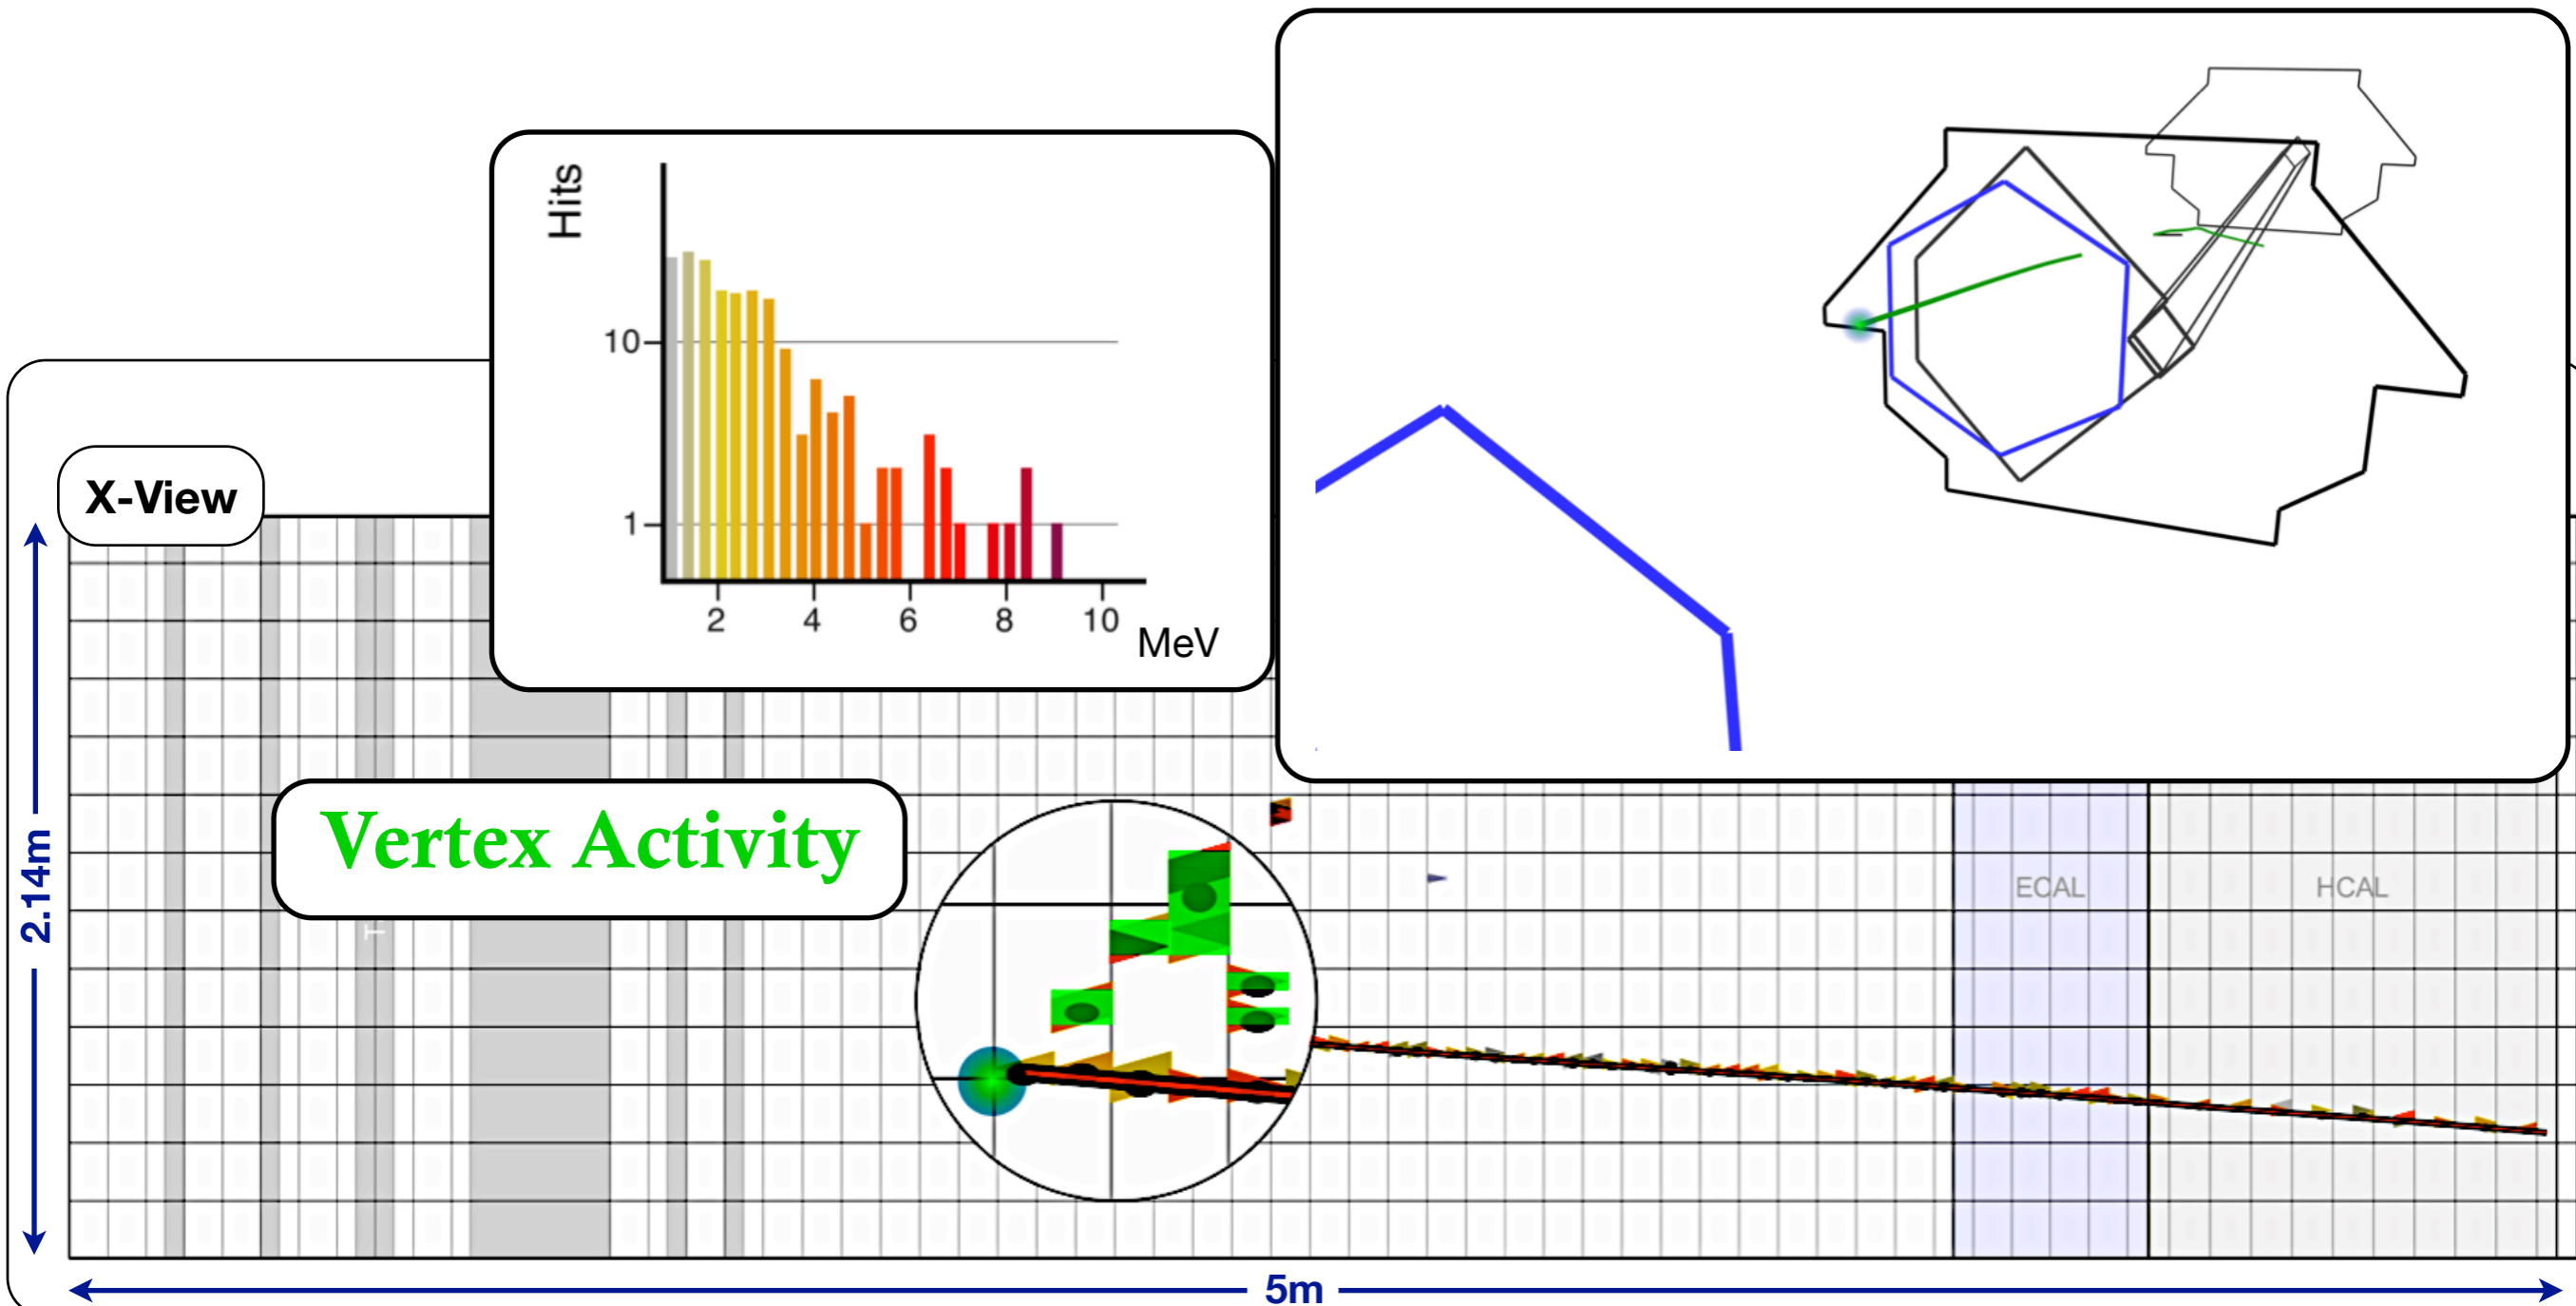 Hits
10
1
2 4 6 8 10
MeV
X-View
Vertex Activity
2.14m
ECAL HCAL
5m